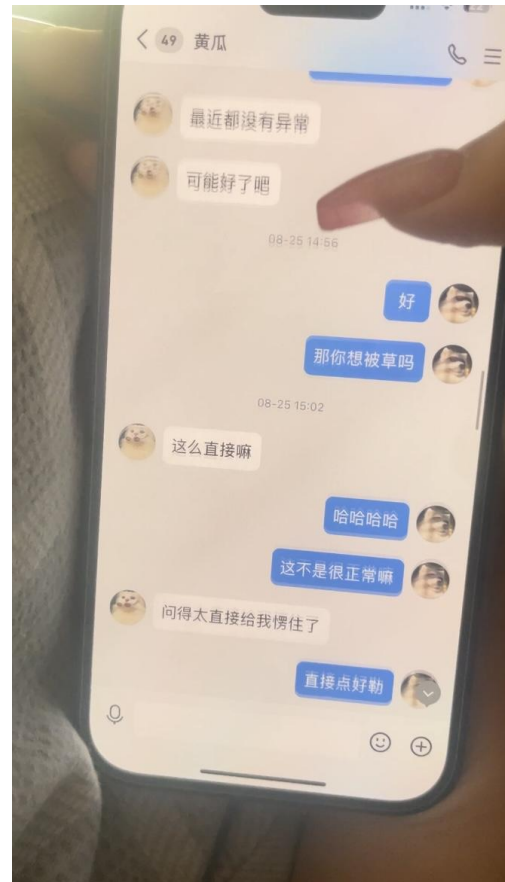 49 黄瓜
最近都没有异常
可能好了吧
08-25 14:56
好
那你想被草吗
08-25 15:02
这么直接嘛
哈哈哈哈
这不是很正常嘛
问得太直接给我愣住了
直接点好勒